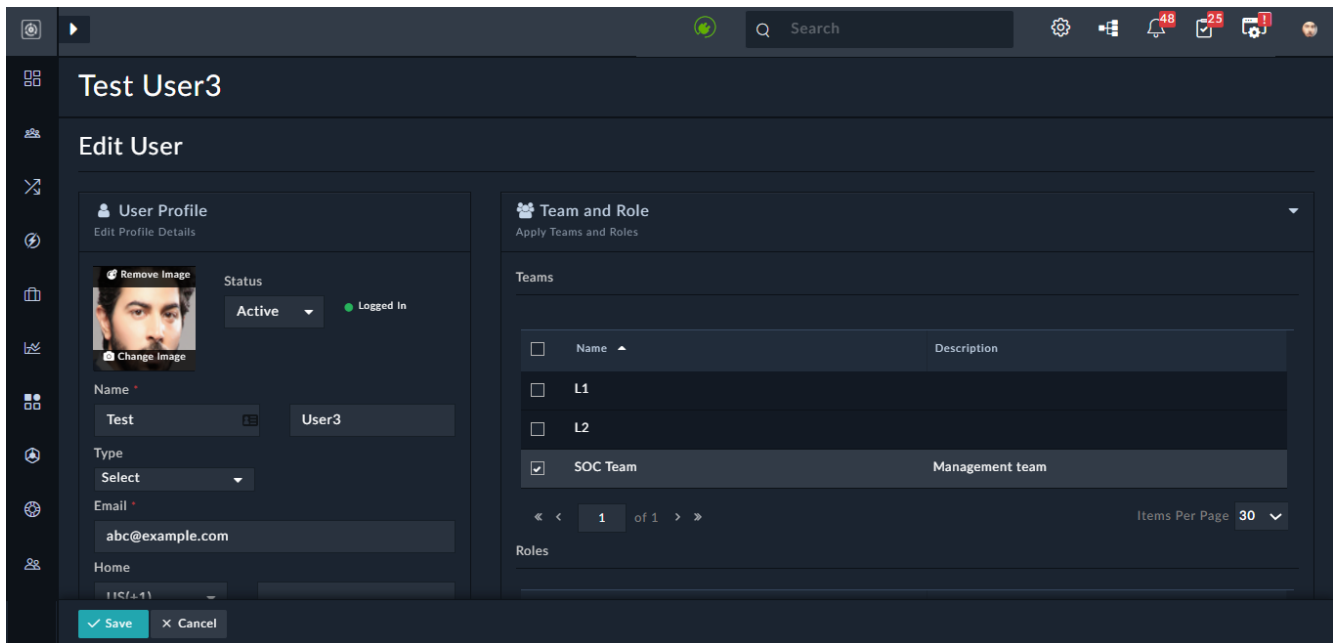 Search
48
25
!
Test User3
Edit User
User Profile
Edit Profile Details
Remove Image
Change Image
Status
Active
Logged In
Name *
Test
User3
Type
Select
Email *
abc@example.com
Home
US(+1)
Team and Role
Apply Teams and Roles
Teams
Name Description
L1
L2
SOC Team Management team
« < 1 of 1 > »
Items Per Page 30
Roles
Save
× Cancel